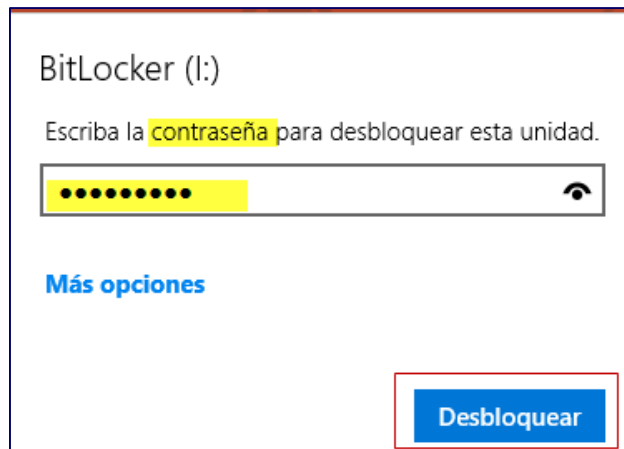 BitLocker (I:)
Escriba la contraseña para desbloquear esta unidad.
•••••••••
Más opciones
Desbloquear